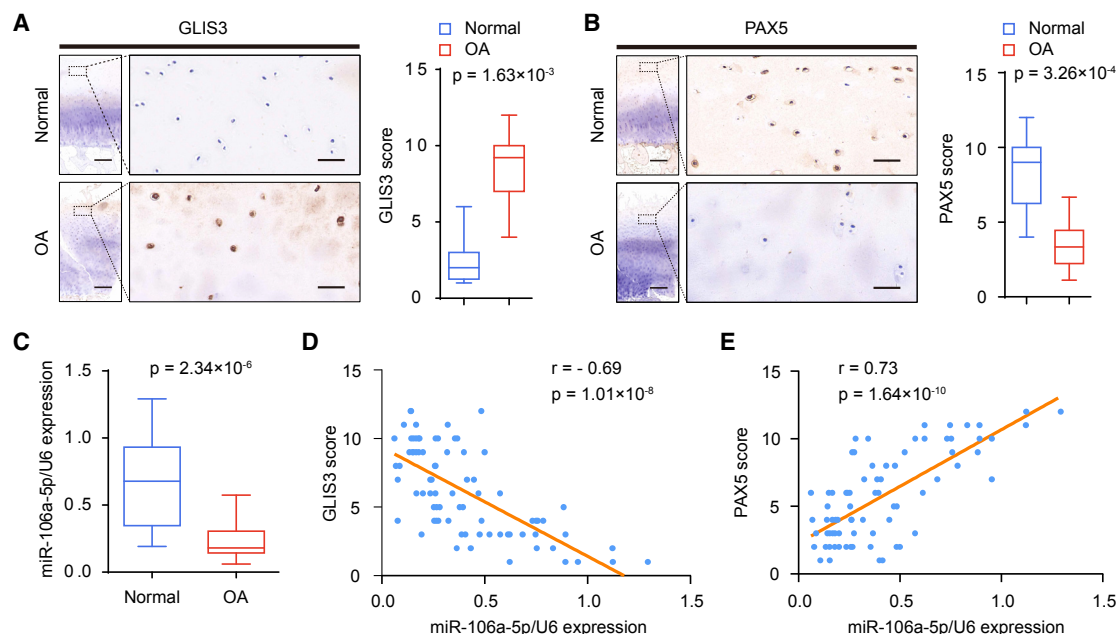 A
GLIS3
Normal
OA
p = 1.63×10⁻³
Normal
OA
GLIS3 score
15
10
5
0
B
PAX5
Normal
OA
p = 3.26×10⁻⁴
Normal
OA
PAX5 score
15
10
5
0
C
p = 2.34×10⁻⁶
miR-106a-5p/U6 expression
1.5
1.0
0.5
0.0
Normal
OA
D
r = - 0.69
p = 1.01×10⁻⁸
GLIS3 score
15
10
5
0
0.0
0.5
1.0
1.5
miR-106a-5p/U6 expression
E
r = 0.73
p = 1.64×10⁻¹⁰
PAX5 score
15
10
5
0
0.0
0.5
1.0
1.5
miR-106a-5p/U6 expression